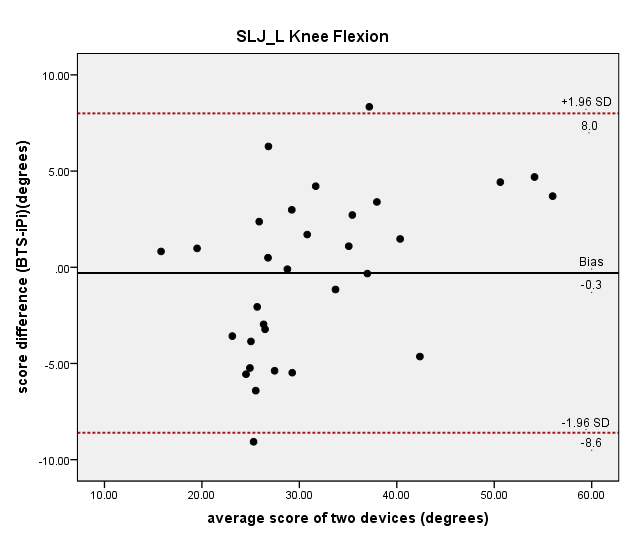 SLJ_L Knee Flexion
score difference (BTS-iPi)(degrees)
10.00
5.00
.00
-5.00
-10.00
+1.96 SD
8.0
Bias
-0.3
-1.96 SD
-8.6
10.00 20.00 30.00 40.00 50.00 60.00
average score of two devices (degrees)